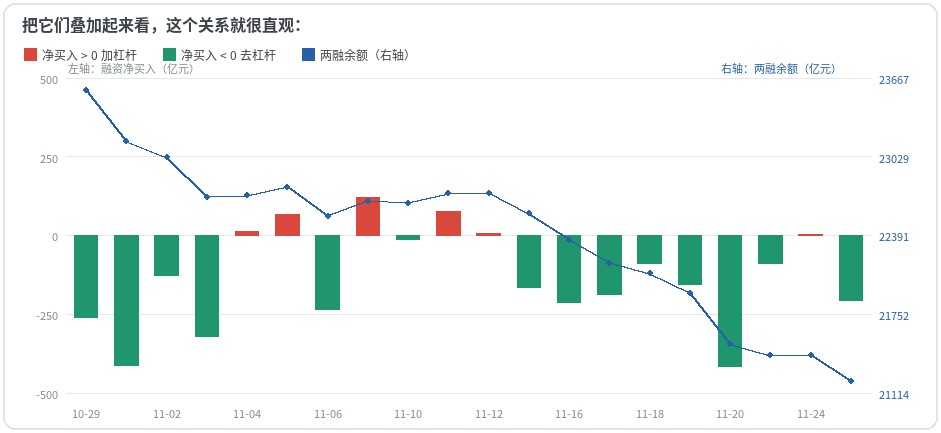 把它们叠加起来看，这个关系就很直观：
净买入 > 0 加杠杆 净买入 < 0 去杠杆 两融余额（右轴）
左轴：融资净买入（亿元） 右轴：两融余额（亿元）
500 23667
250 23029
0 22391
-250 21752
-500 21114
10-29 11-02 11-04 11-06 11-10 11-12 11-16 11-18 11-20 11-24